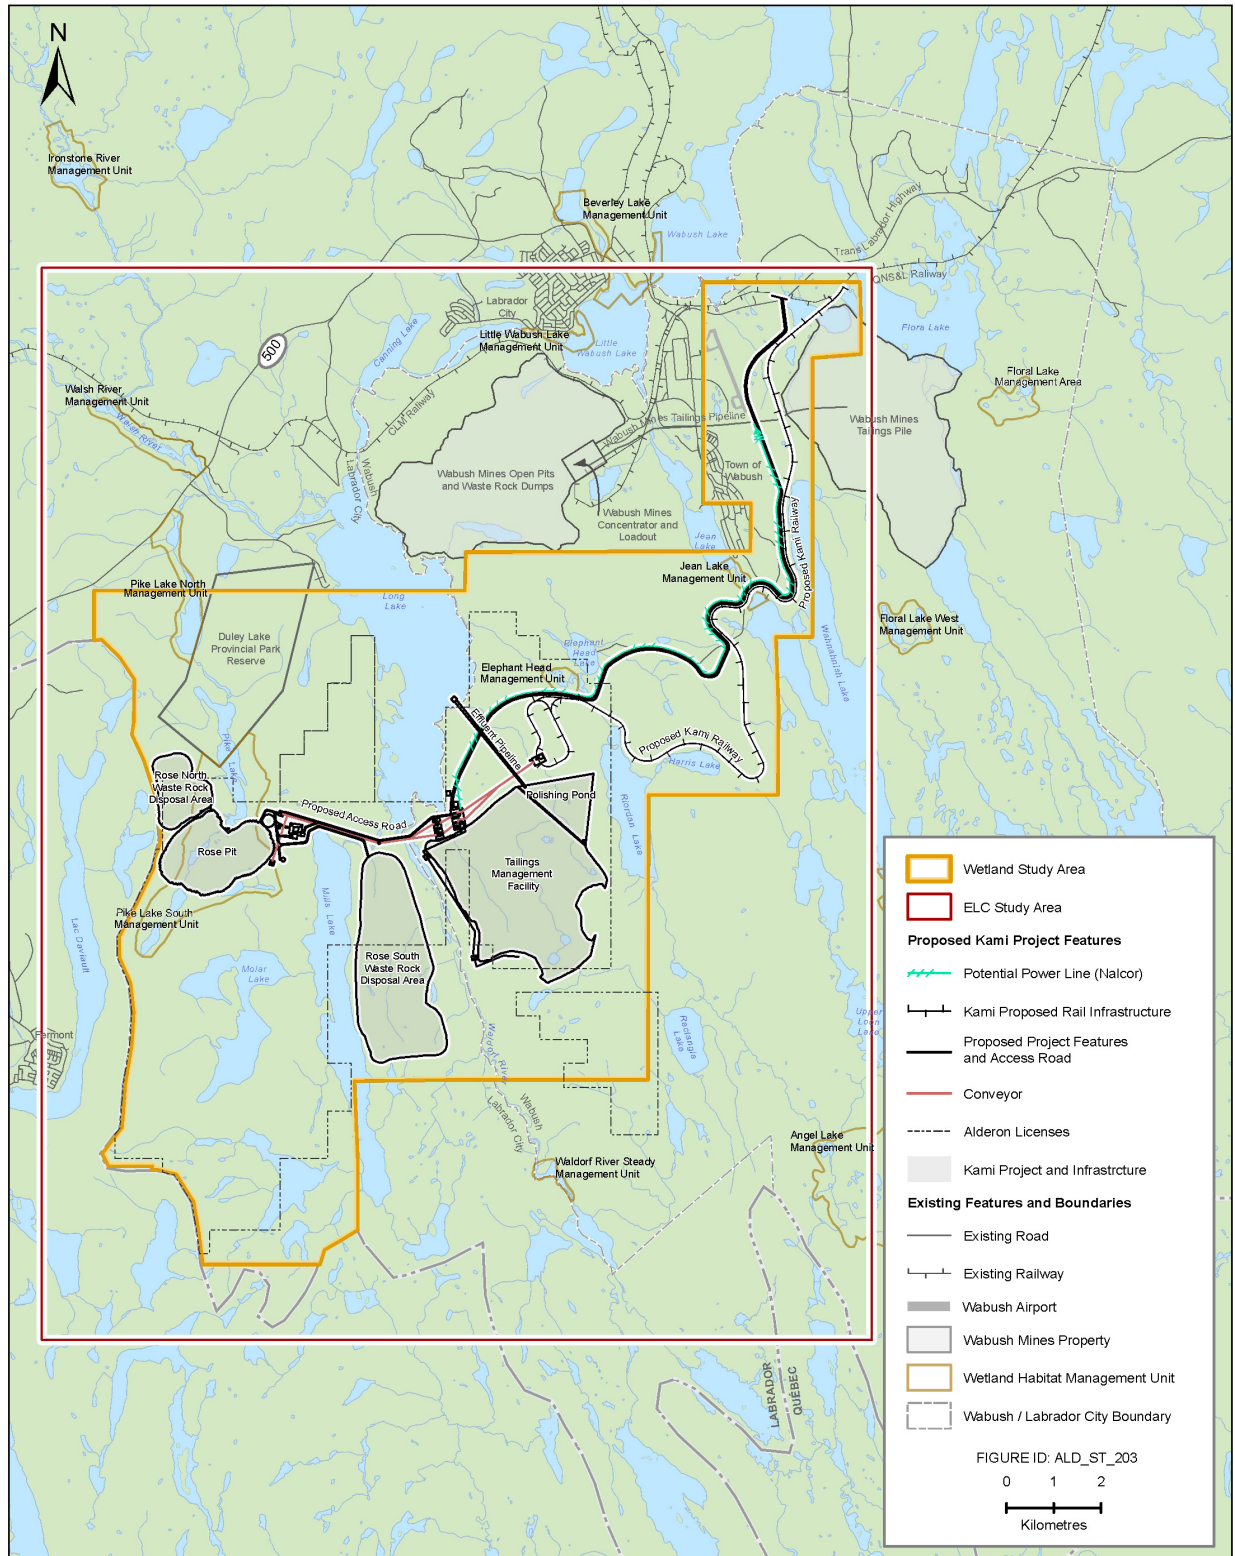 N
Ironstone River
Management Unit
Beverley Lake
Management Unit
Wabush Lake
Trans Labrador Highway
QNS&L Raliway
Labrador
City
Canning Lake
Little Wabush Lake
Management Unit
Little
Wabush Lake
Flora Lake
500
Floral Lake
Management Area
Walsh River
Management Unit
Walsh River
CLM Railway
Wabush Mines Tailings Pipeline
Wabush Mines
Tailings Pile
Wabush
Labrador City
Wabush Mines Open Pits
and Waste Rock Dumps
Town of
Wabush
Wabush Mines
Concentrator and
Loadout
Jean
Lake
Proposed Kami Railway
Jean Lake
Management Unit
Pike Lake North
Management Unit
Long
Lake
Floral Lake West
Management Unit
Duley Lake
Provincial Park
Reserve
Elephant
Head
Lake
Wahnahnish Lake
Elephant Head
Management Unit
Effluent Pipeline
Proposed Kami Railway
Harris Lake
Pike Lake
Rose North
Waste Rock
Disposal Area
Polishing Pond
Proposed Access Road
Riordan Lake
Rose Pit
Tailings
Management
Facility
Mills Lake
Pike Lake South
Management Unit
Lac Daviault
Molar
Lake
Rose South
Waste Rock
Disposal Area
Upper
Loon
Lake
Fermont
Waldorf River
Radiangle
Lake
Wabush
Labrador City
Angel Lake
Management Unit
Waldorf River Steady
Management Unit
LABRADOR
QUÉBEC
Wetland Study Area
ELC Study Area
Proposed Kami Project Features
Potential Power Line (Nalcor)
Kami Proposed Rail Infrastructure
Proposed Project Features
and Access Road
Conveyor
Alderon Licenses
Kami Project and Infrastrcture
Existing Features and Boundaries
Existing Road
Existing Railway
Wabush Airport
Wabush Mines Property
Wetland Habitat Management Unit
Wabush / Labrador City Boundary
FIGURE ID: ALD_ST_203
0 1 2
Kilometres